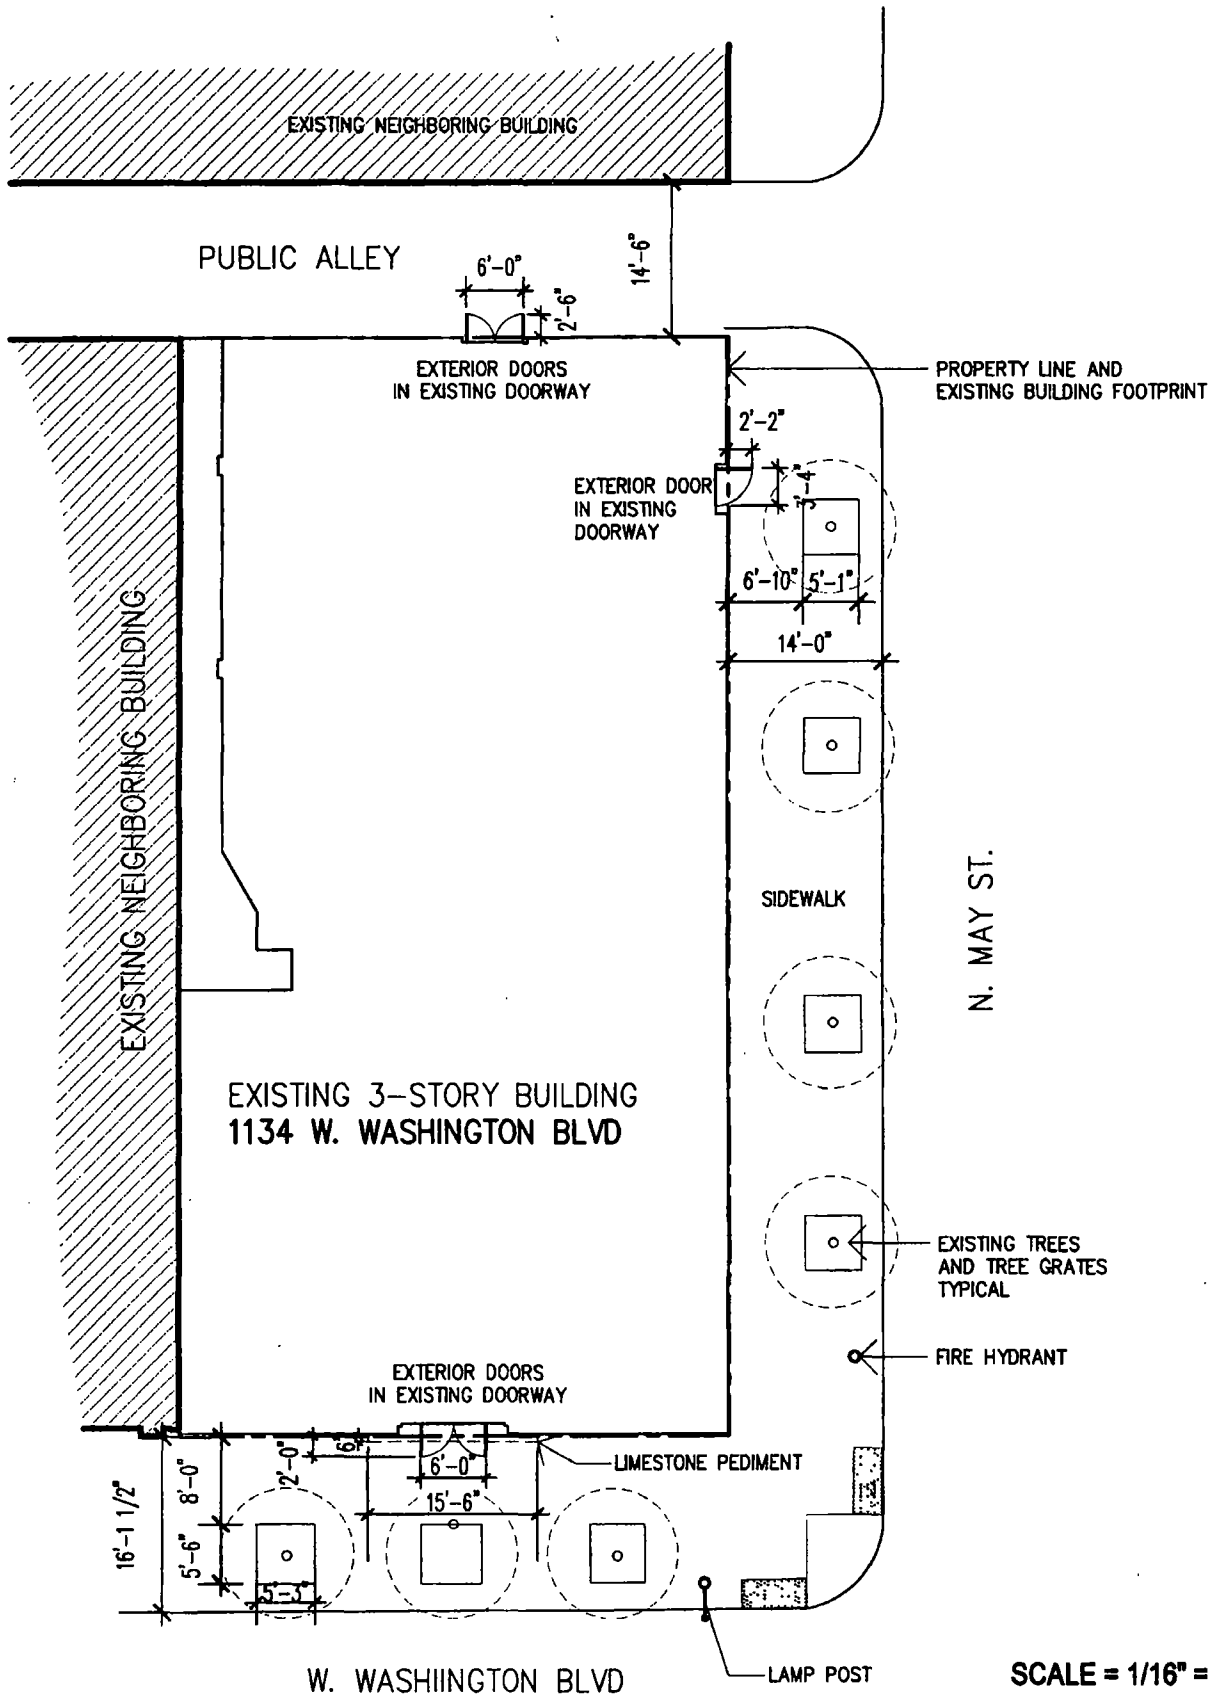 EXISTING NEIGHBORING BUILDING
PUBLIC ALLEY
6'-0"
2'-6"
14'-6"
EXTERIOR DOORS
IN EXISTING DOORWAY
PROPERTY LINE AND
EXISTING BUILDING FOOTPRINT
2'-2"
3'-4"
EXTERIOR DOOR
IN EXISTING
DOORWAY
6'-10"
5'-1"
14'-0"
EXISTING NEIGHBORING BUILDING
SIDEWALK
N. MAY ST.
EXISTING 3-STORY BUILDING
1134 W. WASHINGTON BLVD
EXISTING TREES
AND TREE GRATES
TYPICAL
FIRE HYDRANT
EXTERIOR DOORS
IN EXISTING DOORWAY
2'-0"
6"
6'-0"
LIMESTONE PEDIMENT
15'-6"
16'-1 1/2"
8'-0"
5'-6"
5'-3"
LAMP POST
W. WASHIINGTON BLVD
SCALE = 1/16" =